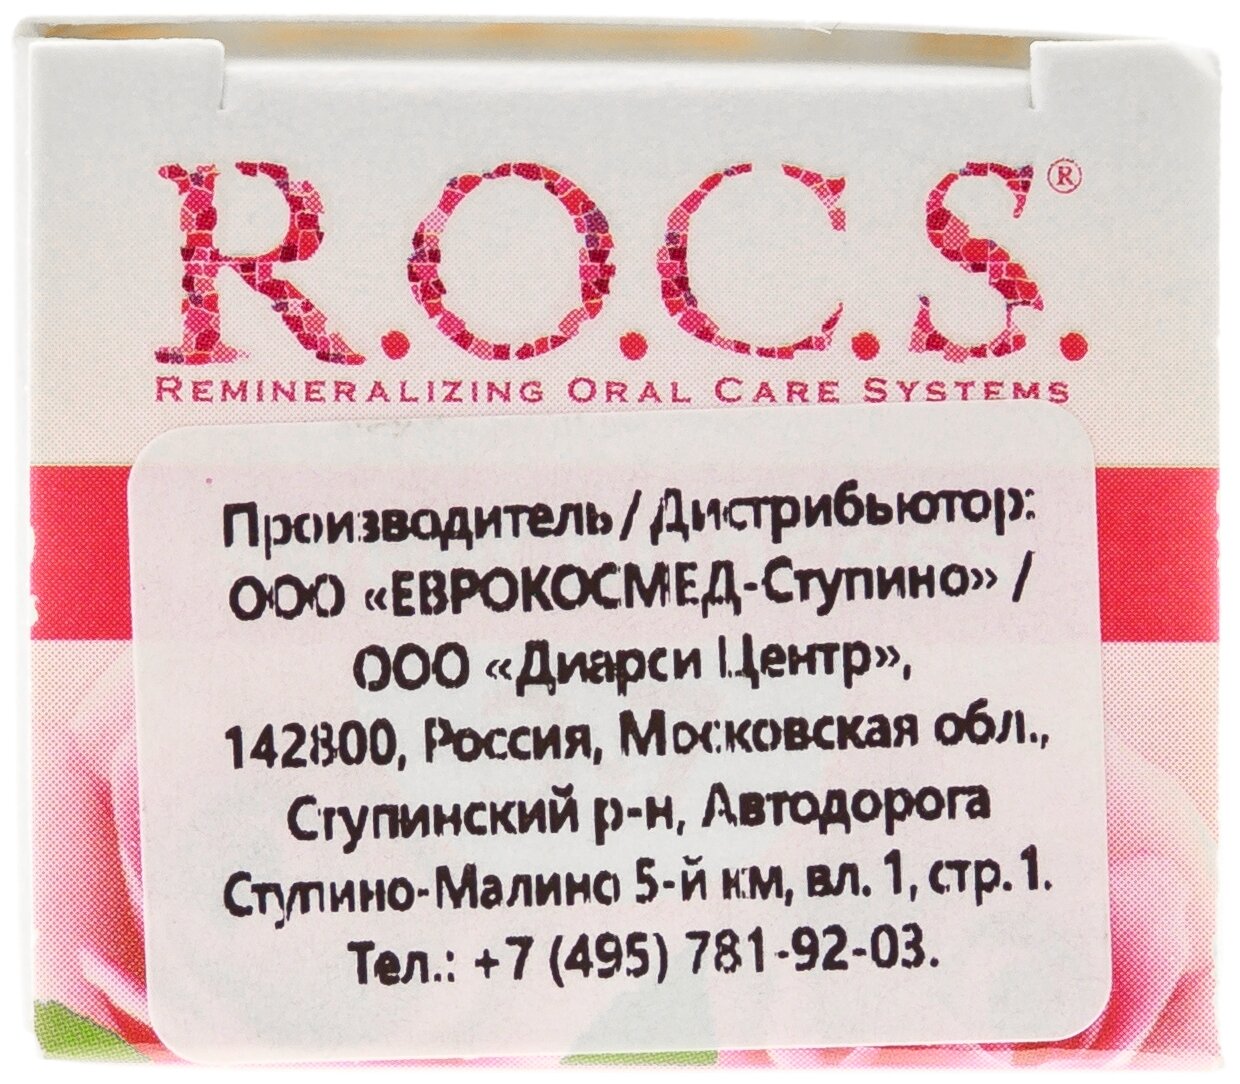 R.O.C.S.®
REMINERALIZING ORAL CARE SYSTEMS
Производитель / Дистрибьютор:
ООО «ЕВРОКОСМЕД-Ступино» /
ООО «Диарси Центр»,
142800, Россия, Московская обл.,
Ступинский р-н, Автодорога
Ступино-Малино 5-й км, вл. 1, стр. 1.
Тел.: +7 (495) 781-92-03.